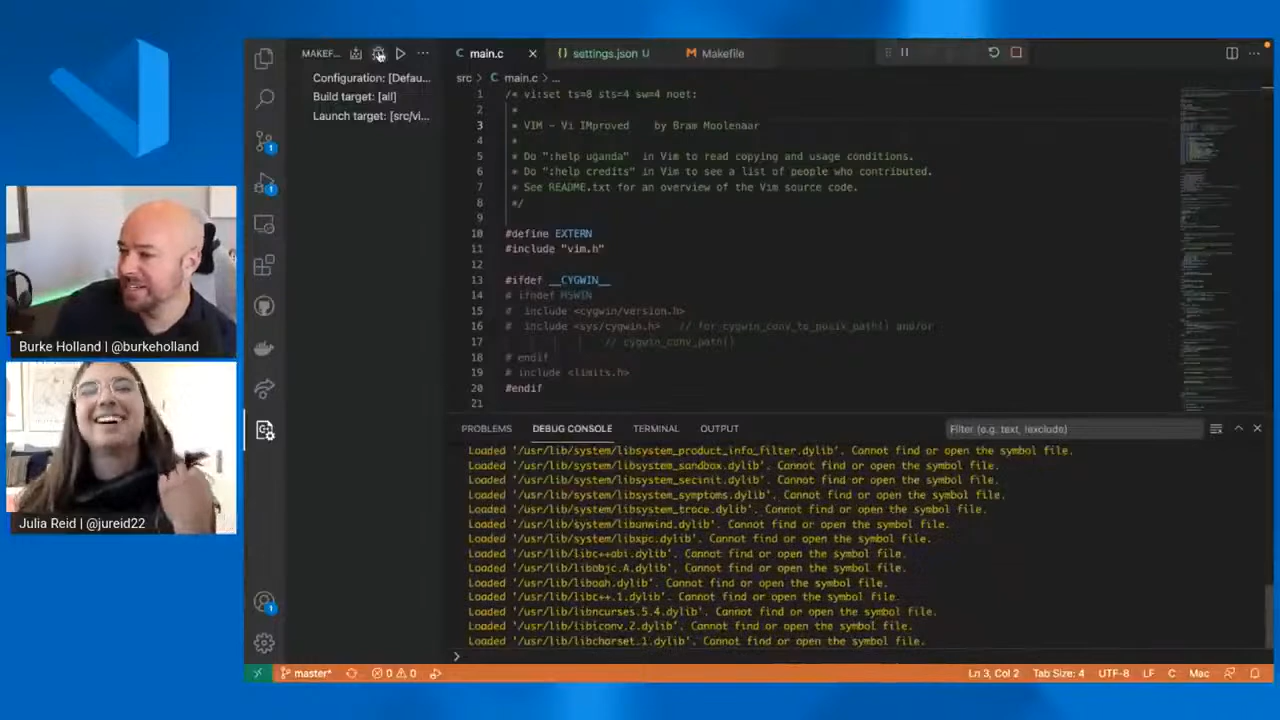 MAKEF...
Configuration: [Defau...
Build target: [all]
Launch target: [src/vi...
main.c
settings.json U
Makefile
src > main.c > ...
1 /* vi:set ts=8 sts=4 sw=4 noet:
2 *
3 * VIM - Vi IMproved by Bram Moolenaar
4 *
5 * Do ":help uganda" in Vim to read copying and usage conditions.
6 * Do ":help credits" in Vim to see a list of people who contributed.
7 * See README.txt for an overview of the Vim source code.
8 */
9
10 #define EXTERN
11 #include "vim.h"
12
13 #ifdef __CYGWIN__
14 # ifndef MSWIN
15 # include <cygwin/version.h>
16 # include <sys/cygwin.h> // for cygwin_conv_to_posix_path() and/or
17 // cygwin_conv_path()
18 # endif
19 # include <limits.h>
20 #endif
21
PROBLEMS DEBUG CONSOLE TERMINAL OUTPUT
Filter (e.g. text, !exclude)
Loaded '/usr/lib/system/libsystem_product_info_filter.dylib'. Cannot find or open the symbol file.
Loaded '/usr/lib/system/libsystem_sandbox.dylib'. Cannot find or open the symbol file.
Loaded '/usr/lib/system/libsystem_secinit.dylib'. Cannot find or open the symbol file.
Loaded '/usr/lib/system/libsystem_symptoms.dylib'. Cannot find or open the symbol file.
Loaded '/usr/lib/system/libsystem_trace.dylib'. Cannot find or open the symbol file.
Loaded '/usr/lib/system/libunwind.dylib'. Cannot find or open the symbol file.
Loaded '/usr/lib/system/libxpc.dylib'. Cannot find or open the symbol file.
Loaded '/usr/lib/libc++abi.dylib'. Cannot find or open the symbol file.
Loaded '/usr/lib/libobjc.A.dylib'. Cannot find or open the symbol file.
Loaded '/usr/lib/liboah.dylib'. Cannot find or open the symbol file.
Loaded '/usr/lib/libc++.1.dylib'. Cannot find or open the symbol file.
Loaded '/usr/lib/libncurses.5.4.dylib'. Cannot find or open the symbol file.
Loaded '/usr/lib/libiconv.2.dylib'. Cannot find or open the symbol file.
Loaded '/usr/lib/libcharset.1.dylib'. Cannot find or open the symbol file.
>
1
1
1
master* 0 0 Ln 3, Col 2 Tab Size: 4 UTF-8 LF C Mac
Burke Holland | @burkeholland
Julia Reid | @jureid22